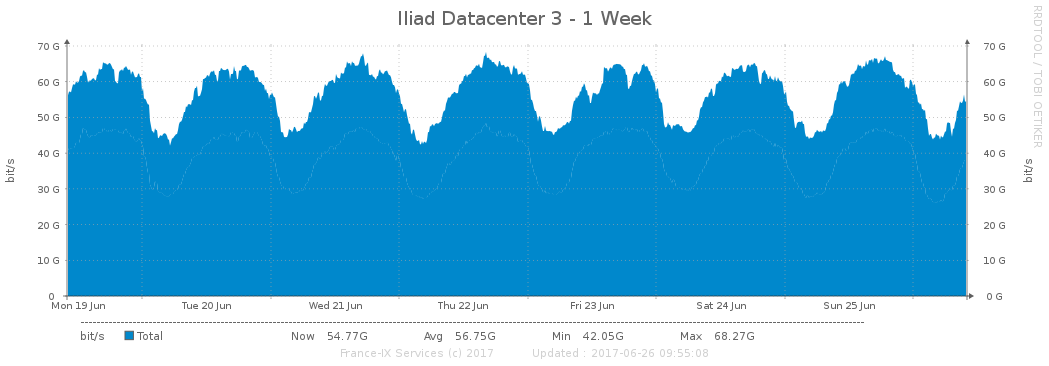 Iliad Datacenter 3 - 1 Week
RRDTOOL / TOBI OETIKER
70 G 70 G
60 G 60 G
50 G 50 G
40 G 40 G
30 G 30 G
20 G 20 G
10 G 10 G
0 0 G
bit/s bit/s
Mon 19 Jun Tue 20 Jun Wed 21 Jun Thu 22 Jun Fri 23 Jun Sat 24 Jun Sun 25 Jun
bit/s Total Now 54.77G Avg 56.75G Min 42.05G Max 68.27G
France-IX Services (c) 2017 Updated : 2017-06-26 09:55:08